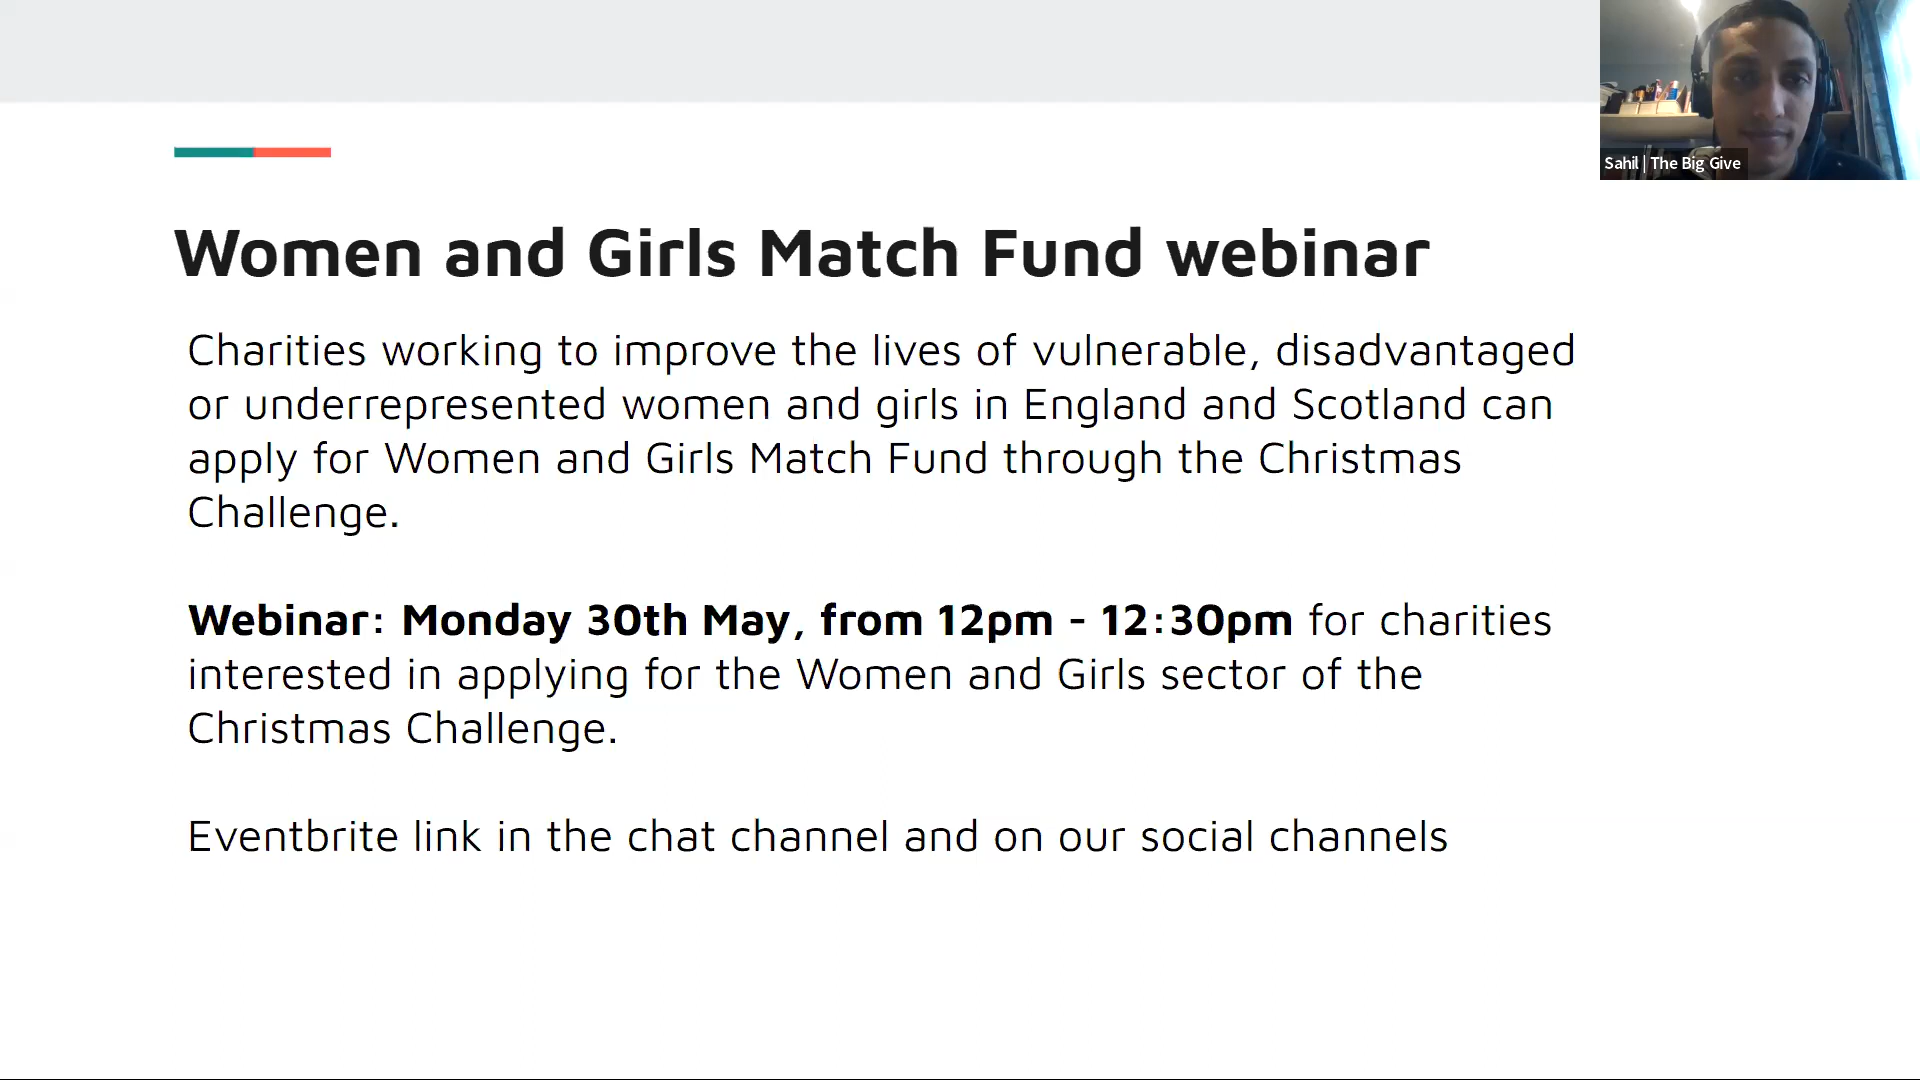 Sahil | The Big Give
Women and Girls Match Fund webinar
Charities working to improve the lives of vulnerable, disadvantaged
or underrepresented women and girls in England and Scotland can
apply for Women and Girls Match Fund through the Christmas
Challenge.
Webinar: Monday 30th May, from 12pm - 12:30pm for charities
interested in applying for the Women and Girls sector of the
Christmas Challenge.
Eventbrite link in the chat channel and on our social channels